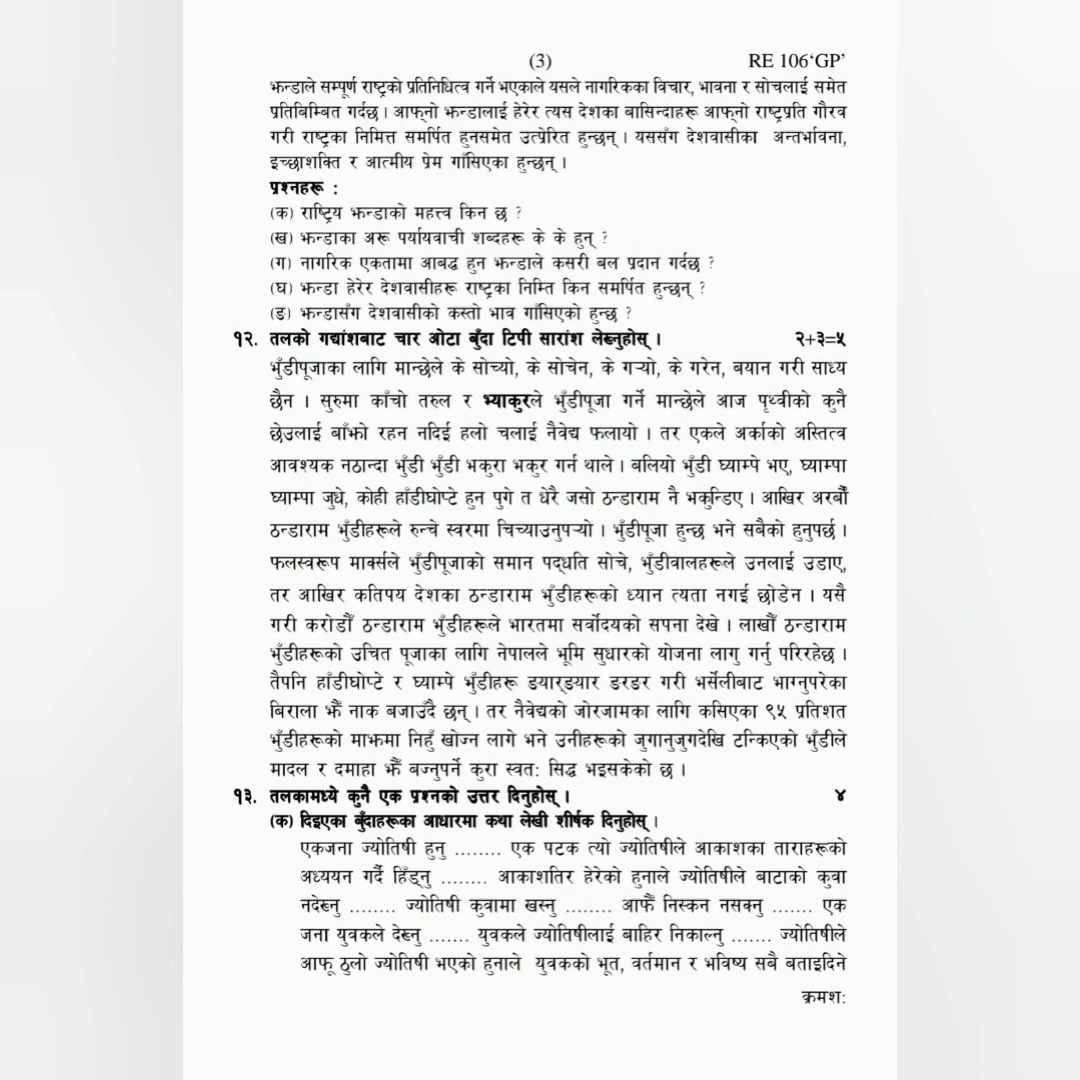 (3) RE 106‘GP’
झन्डाले सम्पूर्ण राष्ट्रको प्रतिनिधित्व गर्ने भएकाले यसले नागरिकका विचार, भावना र सोचलाई समेत
प्रतिबिम्बित गर्दछ । आफ्नो झन्डालाई हेरेर त्यस देशका बासिन्दाहरू आफ्नो राष्ट्रप्रति गौरव
गरी राष्ट्रका निमित्त समर्पित हुनसमेत उत्प्रेरित हुन्छन् । यससँग देशवासीका अन्तर्भावना,
इच्छाशक्ति र आत्मीय प्रेम गाँसिएका हुन्छन् ।
प्रश्नहरू :
(क) राष्ट्रिय झन्डाको महत्त्व किन छ ?
(ख) झन्डाका अरू पर्यायवाची शब्दहरू के के हुन् ?
(ग) नागरिक एकतामा आबद्ध हुन झन्डाले कसरी बल प्रदान गर्दछ ?
(घ) झन्डा हेरेर देशवासीहरू राष्ट्रका निम्ति किन समर्पित हुन्छन् ?
(ङ) झन्डासँग देशवासीको कस्तो भाव गाँसिएको हुन्छ ?
१२. तलको गद्यांशबाट चार ओटा बुँदा टिपी सारांश लेख्नुहोस् । २+३=५
भुँडीपूजाका लागि मान्छेले के सोच्यो, के सोचेन, के गऱ्यो, के गरेन, बयान गरी साध्य
छैन । सुरुमा काँचो तरुल र भ्याकुरले भुँडीपूजा गर्ने मान्छेले आज पृथ्वीको कुनै
छेउलाई बाँझो रहन नदिई हलो चलाई नैवेद्य फलायो । तर एकले अर्काको अस्तित्व
आवश्यक नठान्दा भुँडी भुँडी भकुरा भकुर गर्न थाले । बलियो भुँडी घ्याम्पे भए, घ्याम्पा
घ्याम्पा जुधे, कोही हाँडीघोप्टे हुन पुगे त धेरै जसो ठन्डाराम नै भकुन्डिए । आखिर अरबौँ
ठन्डाराम भुँडीहरूले रुन्चे स्वरमा चिच्याउनुपऱ्यो । भुँडीपूजा हुन्छ भने सबैको हुनुपर्छ ।
फलस्वरूप मार्क्सले भुँडीपूजाको समान पद्धति सोचे, भुँडीवालहरूले उनलाई उडाए,
तर आखिर कतिपय देशका ठन्डाराम भुँडीहरूको ध्यान त्यता नगई छोडेन । यसै
गरी करोडौँ ठन्डाराम भुँडीहरूले भारतमा सर्वोदयको सपना देखे । लाखौँ ठन्डाराम
भुँडीहरूको उचित पूजाका लागि नेपालले भूमि सुधारको योजना लागु गर्नु परिरहेछ ।
तैपनि हाँडीघोप्टे र घ्याम्पे भुँडीहरू डयार्डयार डरडर गरी भर्सेलीबाट भाग्नुपरेका
बिराला झैँ नाक बजाउँदै छन् । तर नैवेद्यको जोरजामका लागि कसिएका ९५ प्रतिशत
भुँडीहरूको माझमा निहुँ खोज्न लागे भने उनीहरूको जुगानुजुगदेखि टन्किएको भुँडीले
मादल र दमाहा झैँ बज्नुपर्ने कुरा स्वत: सिद्ध भइसकेको छ ।
१३. तलकामध्ये कुनै एक प्रश्नको उत्तर दिनुहोस् । ४
(क) दिइएका बुँदाहरूका आधारमा कथा लेखी शीर्षक दिनुहोस् ।
एकजना ज्योतिषी हुनु ........ एक पटक त्यो ज्योतिषीले आकाशका ताराहरूको
अध्ययन गर्दै हिँड्नु ........ आकाशतिर हेरेको हुनाले ज्योतिषीले बाटाको कुवा
नदेख्नु ........ ज्योतिषी कुवामा खस्नु ........ आफैँ निस्कन नसक्नु ....... एक
जना युवकले देख्नु ....... युवकले ज्योतिषीलाई बाहिर निकाल्नु ....... ज्योतिषीले
आफू ठुलो ज्योतिषी भएको हुनाले युवकको भूत, वर्तमान र भविष्य सबै बताइदिने
क्रमश: